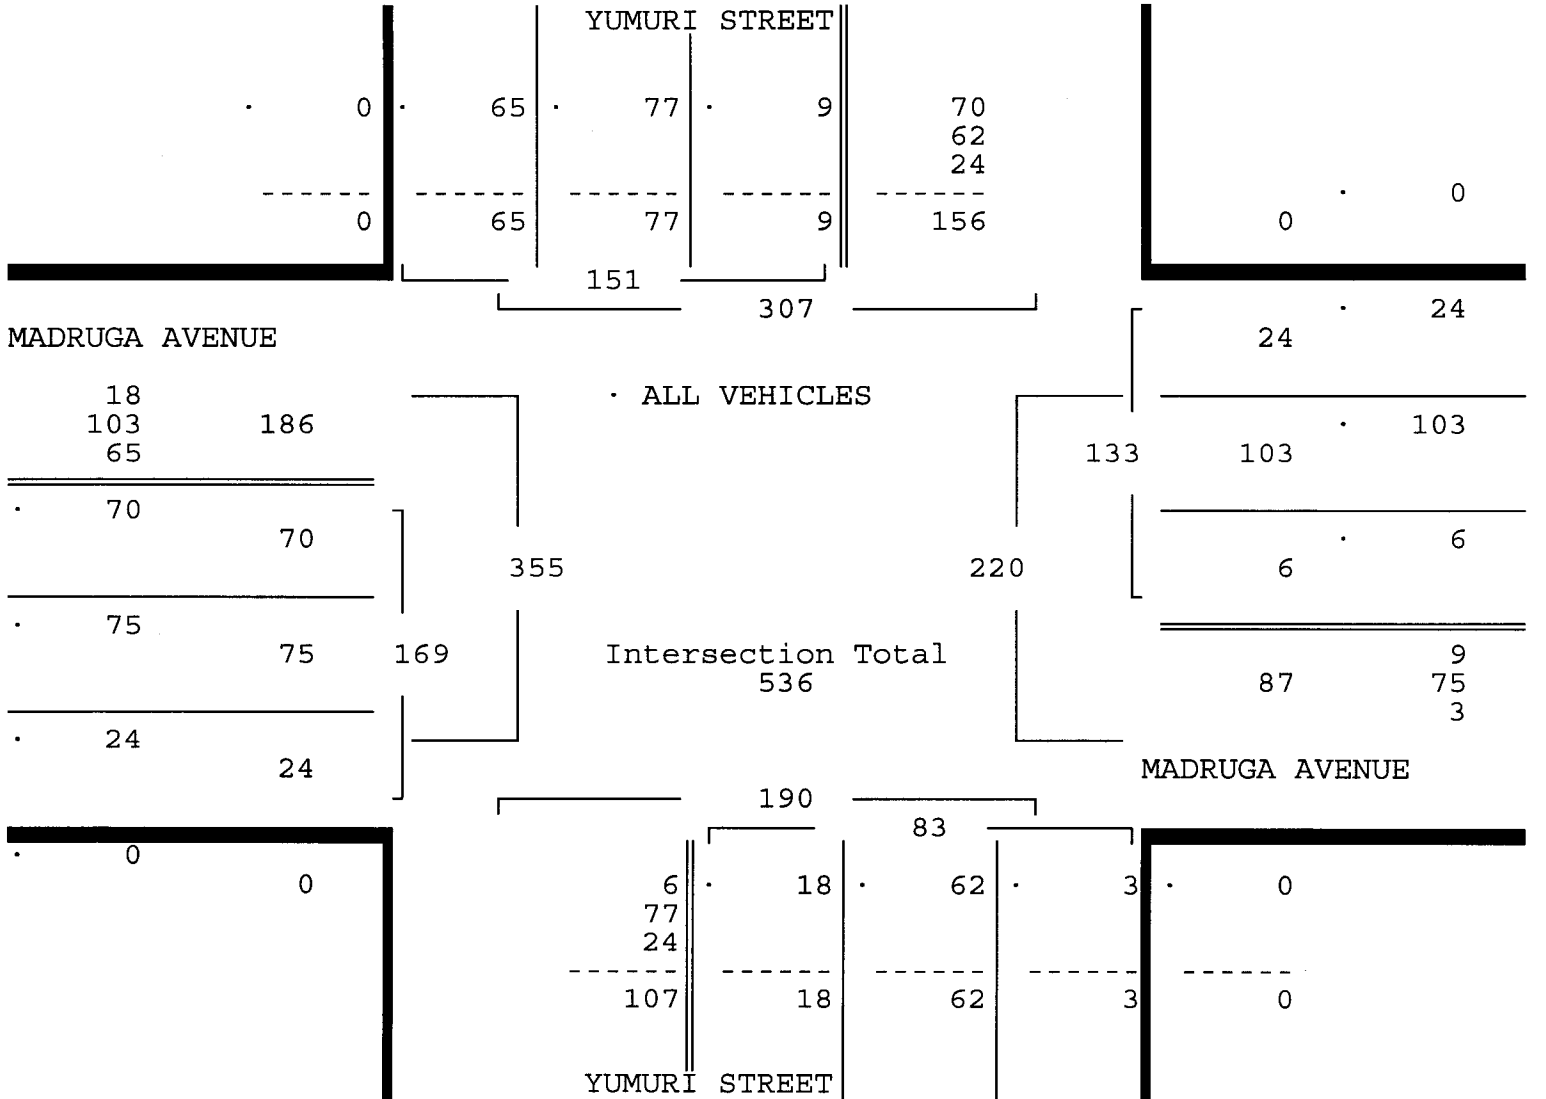 YUMURI STREET
· 0 · 65 · 77 · 9 70
62
24
------ ------ ------ ------ ------ · 0
0 65 77 9 156 0
151
307 · 24
MADRUGA AVENUE 24
18 · ALL VEHICLES
103 186 · 103
65 133 103
· 70
70 · 6
355 220 6
· 75
75 169 Intersection Total 9
536 87 75
3
· 24
24 MADRUGA AVENUE
190
83
· 0
0 6 · 18 · 62 · 3 · 0
77
24
------ ------ ------ ------ ------
107 18 62 3 0
YUMURI STREET